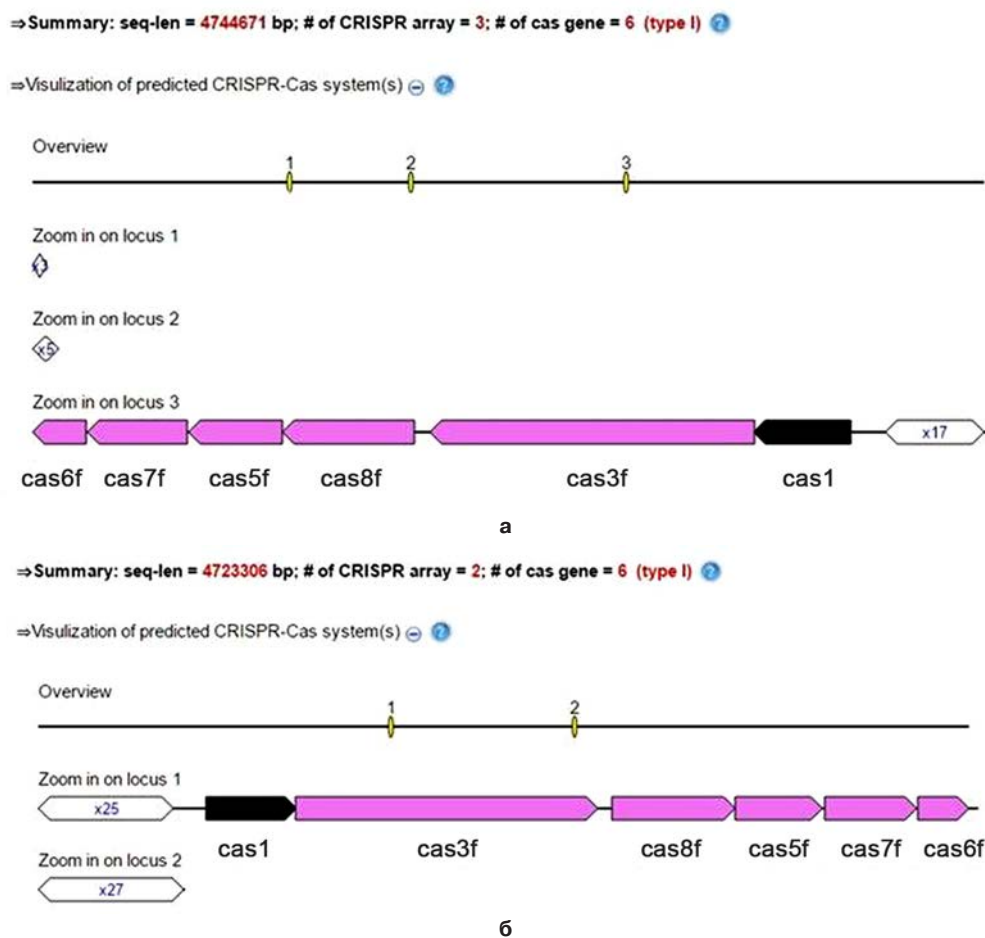 ⇒Summary: seq-len = 4744671 bp; # of CRISPR array = 3; # of cas gene = 6 (type I) ?
⇒Visulization of predicted CRISPR-Cas system(s) ?
Overview
1 2 3
Zoom in on locus 1
x3
Zoom in on locus 2
x5
Zoom in on locus 3
x17
cas6f cas7f cas5f cas8f cas3f cas1
а
⇒Summary: seq-len = 4723306 bp; # of CRISPR array = 2; # of cas gene = 6 (type I) ?
⇒Visulization of predicted CRISPR-Cas system(s) ?
Overview
1 2
Zoom in on locus 1
x25
cas1 cas3f cas8f cas5f cas7f cas6f
Zoom in on locus 2
x27
б